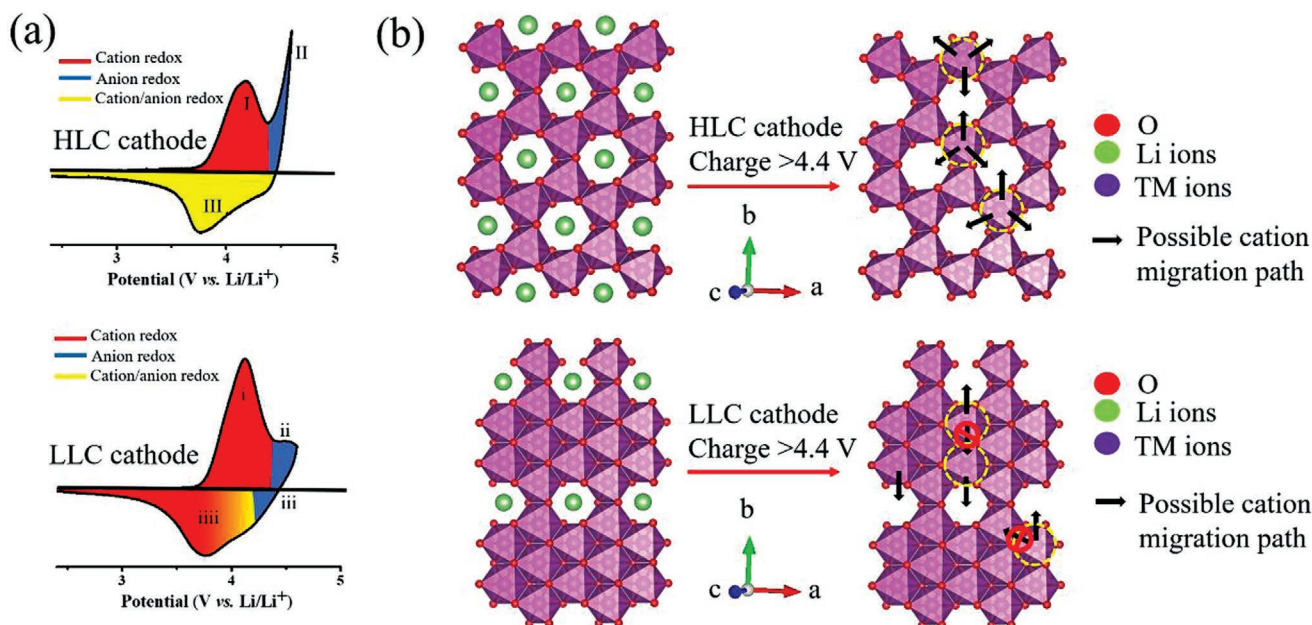 (a)
Cation redox
Anion redox
Cation/anion redox
HLC cathode
I
II
III
3
4
5
Potential (V vs. Li/Li⁺)
Cation redox
Anion redox
Cation/anion redox
LLC cathode
i
ii
iii
iiii
3
4
5
Potential (V vs. Li/Li⁺)
(b)
HLC cathode
Charge >4.4 V
b
c
a
O
Li ions
TM ions
Possible cation
migration path
LLC cathode
Charge >4.4 V
b
c
a
O
Li ions
TM ions
Possible cation
migration path